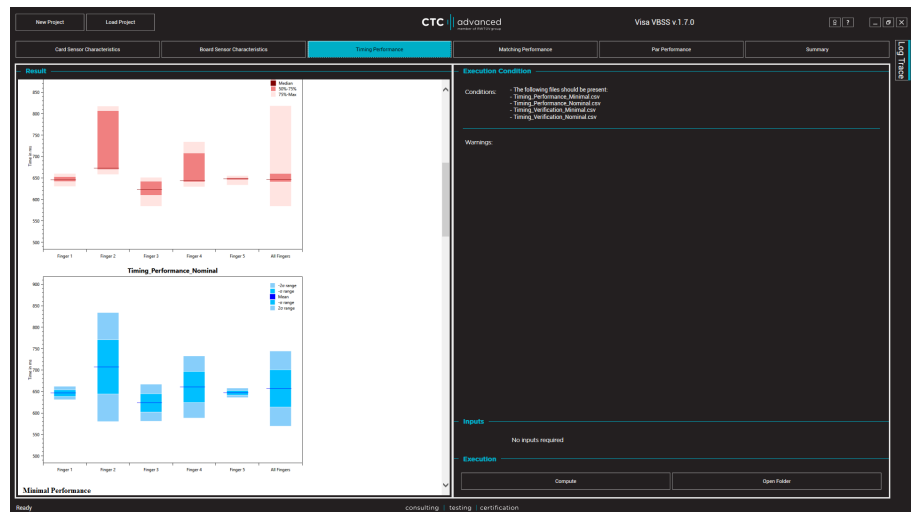 New Project
Load Project
CTC advanced
member of the TÜV group
Visa VBSS v.1.7.0
?
Card Sensor Characteristics
Board Sensor Characteristics
Timing Performance
Matching Performance
Par Performance
Summary
Log Trace
Result
Median
50%-75%
75%-Max
850
800
750
700
650
600
550
500
Time in ms
Finger 1
Finger 2
Finger 3
Finger 4
Finger 5
All Fingers
Timing_Performance_Nominal
-2σ range
-σ range
Mean
-σ range
2σ range
900
850
800
750
700
650
600
550
500
Time in ms
Finger 1
Finger 2
Finger 3
Finger 4
Finger 5
All Fingers
Minimal Performance
Execution Condition
Conditions:
- The following files should be present:
- Timing_Performance_Minimal.csv
- Timing_Performance_Nominal.csv
- Timing_Verification_Minimal.csv
- Timing_Verification_Nominal.csv
Warnings:
Inputs
No inputs required
Execution
Compute
Open Folder
Ready
consulting | testing | certification